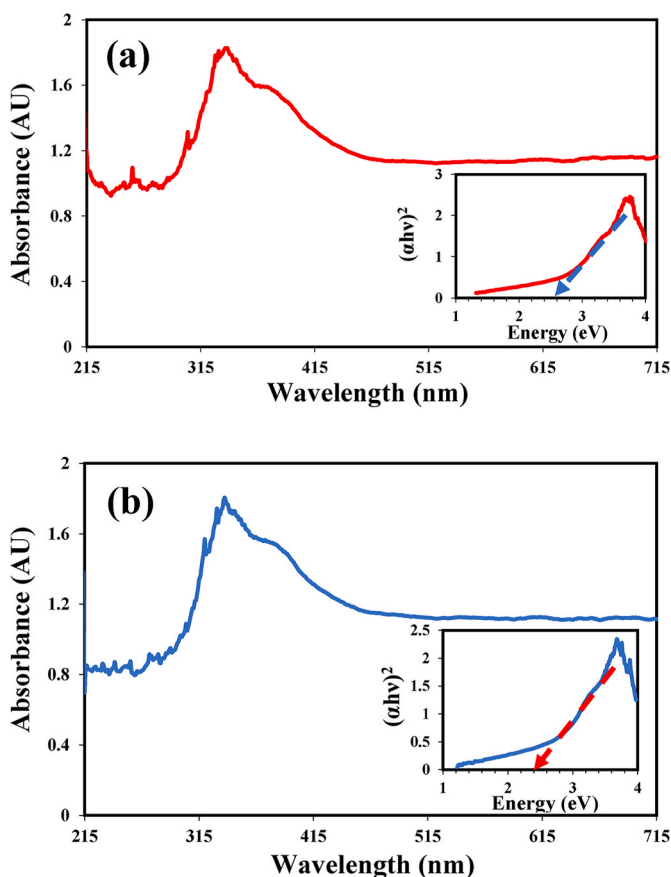 (a)
Absorbance (AU)
2
1.6
1.2
0.8
0.4
0
215 315 415 515 615 715
Wavelength (nm)
(αhν)²
3
2
1
0
1 2 3 4
Energy (eV)
(b)
Absorbance (AU)
2
1.6
1.2
0.8
0.4
0
215 315 415 515 615 715
Wavelength (nm)
(αhν)²
2.5
2
1.5
1
0.5
0
1 2 3 4
Energy (eV)